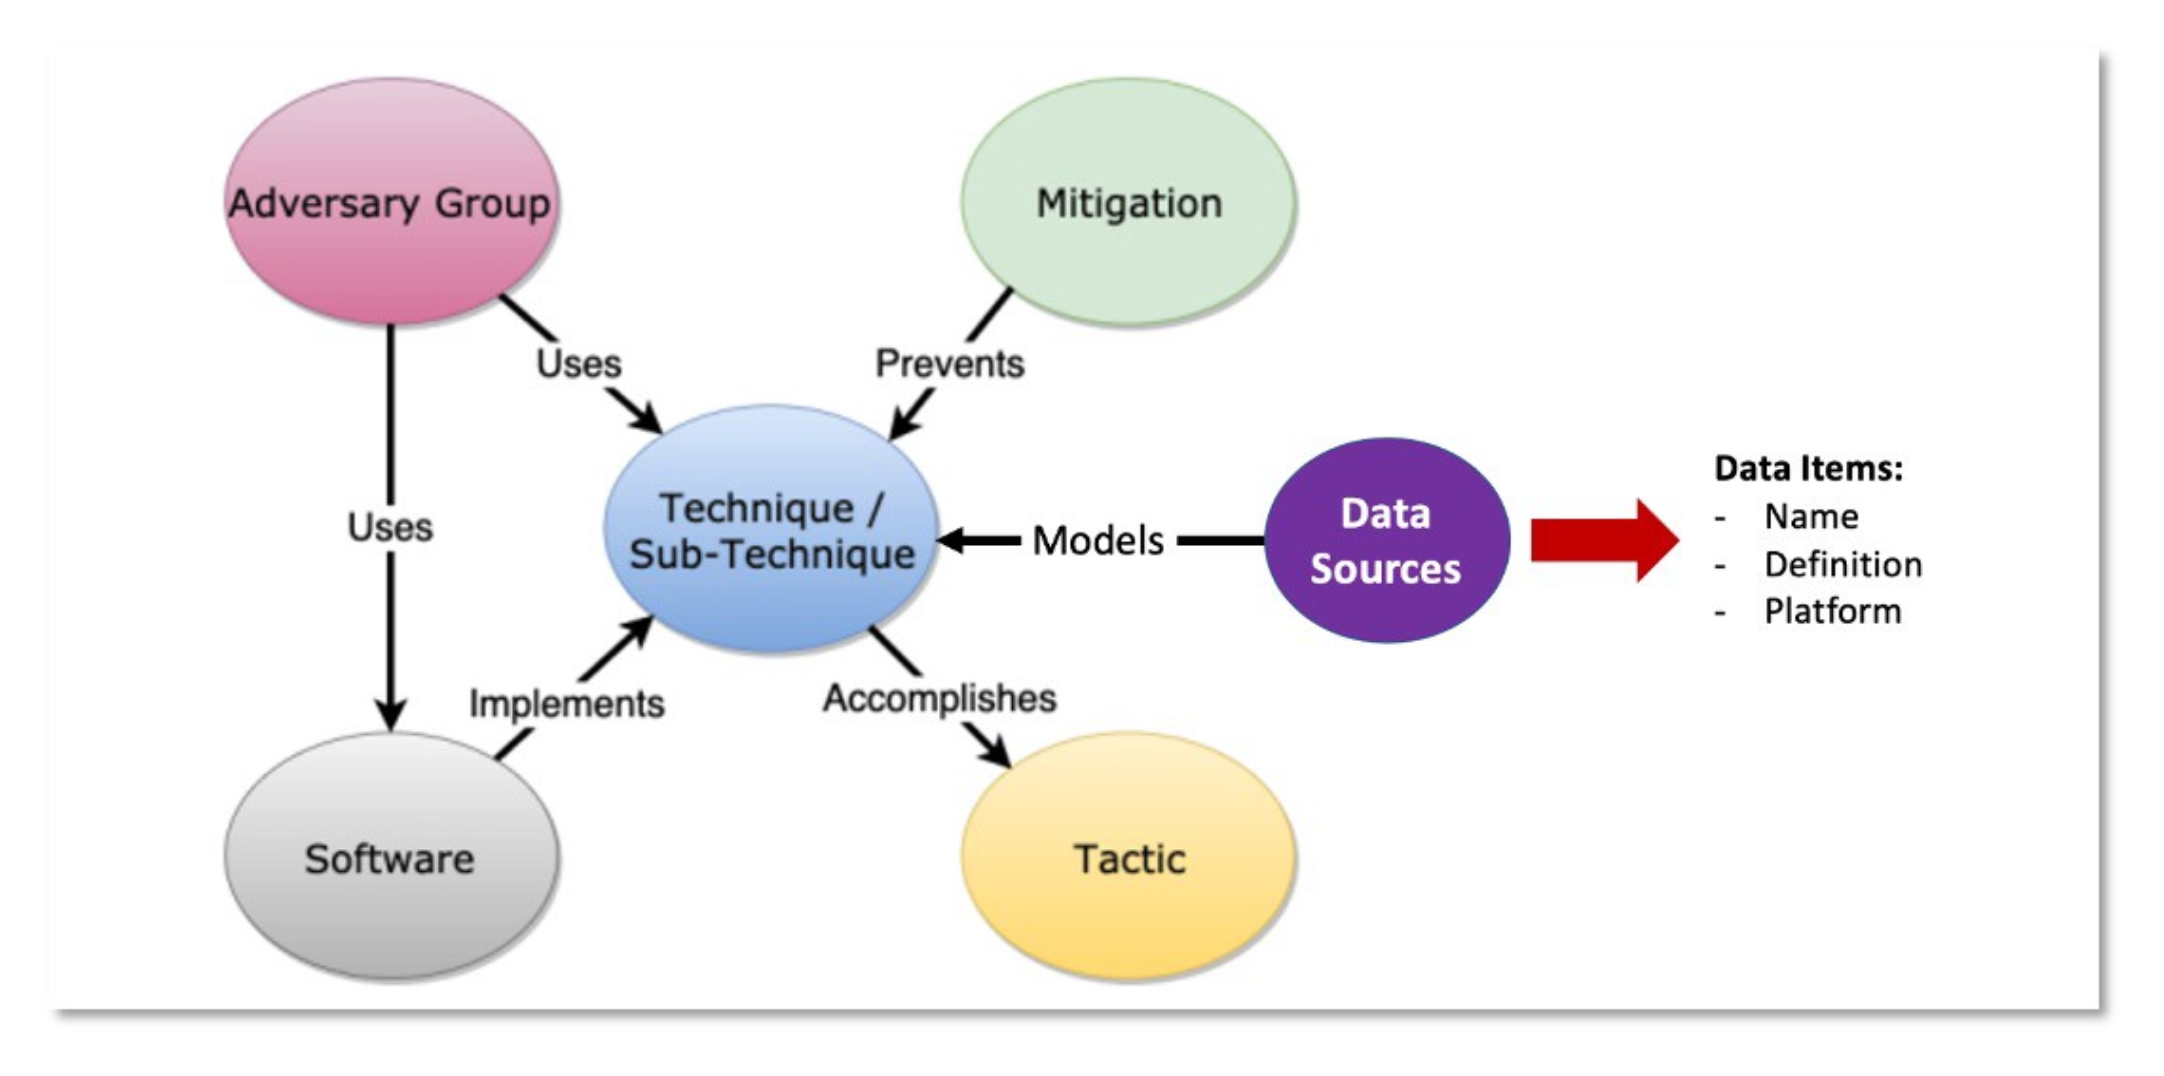 Adversary Group
Mitigation
Uses
Prevents
Technique /
Sub-Technique
Uses
Models
Data
Sources
Data Items:
- Name
- Definition
- Platform
Implements
Accomplishes
Software
Tactic